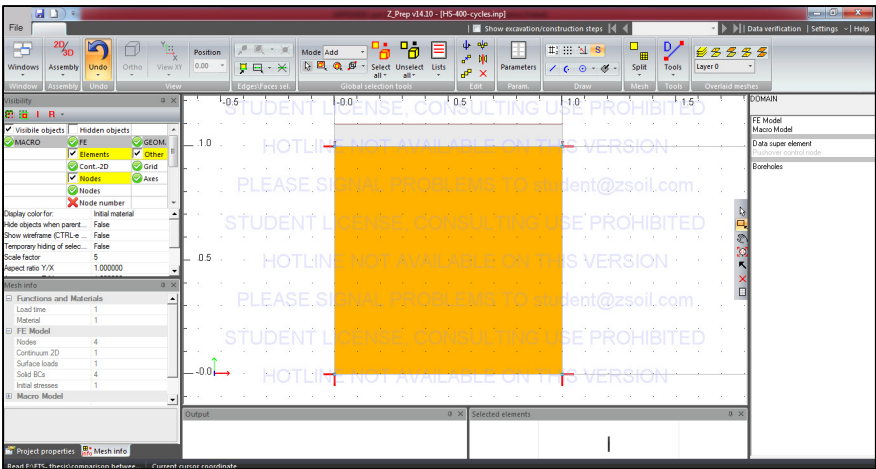 Z_Prep v14.10 - [HS-400-cycles.inp]
File
Show excavation/construction steps
Data verification | Settings | Help
Windows Assembly Undo Ortho View XY Position 0.00 Mode Add Select all Unselect all Lists Parameters Split Tools Layer 0
2D/3D
Window Assembly Undo View Edges\Faces sel. Global selection tools Edit Param. Draw Mesh Tools Overlaid meshes
Visibility
I R
Visibile objects Hidden objects
MACRO FE GEOM.
Elements Other
Cont.-2D Grid
Nodes Axes
Nodes
Node number
Display color for: Initial material
Hide objects when parent... False
Show wireframe (CTRL-e ... False
Temporary hiding of selec... False
Scale factor 5
Aspect ratio Y/X 1.000000
Mesh info
Functions and Materials
Load time 1
Material 1
FE Model
Nodes 4
Continuum 2D 1
Surface loads 1
Solid BCs 4
Initial stresses 1
Macro Model
Project properties Mesh info
-0.5 -0.0 0.5 1.0 1.5
1.0
0.5
-0.0
STUDENT LICENSE, CONSULTING USE PROHIBITED
HOTLINE NOT AVAILABLE ON THIS VERSION
PLEASE SIGNAL PROBLEMS TO student@zsoil.com
STUDENT LICENSE, CONSULTING USE PROHIBITED
HOTLINE NOT AVAILABLE ON THIS VERSION
PLEASE SIGNAL PROBLEMS TO student@zsoil.com
STUDENT LICENSE, CONSULTING USE PROHIBITED
HOTLINE NOT AVAILABLE ON THIS VERSION
DOMAIN
FE Model
Macro Model
Data super element
Pushover control node
Boreholes
Output
Selected elements
Read F:\ETS- thesis\comparison betwee... Current cursor coordinate